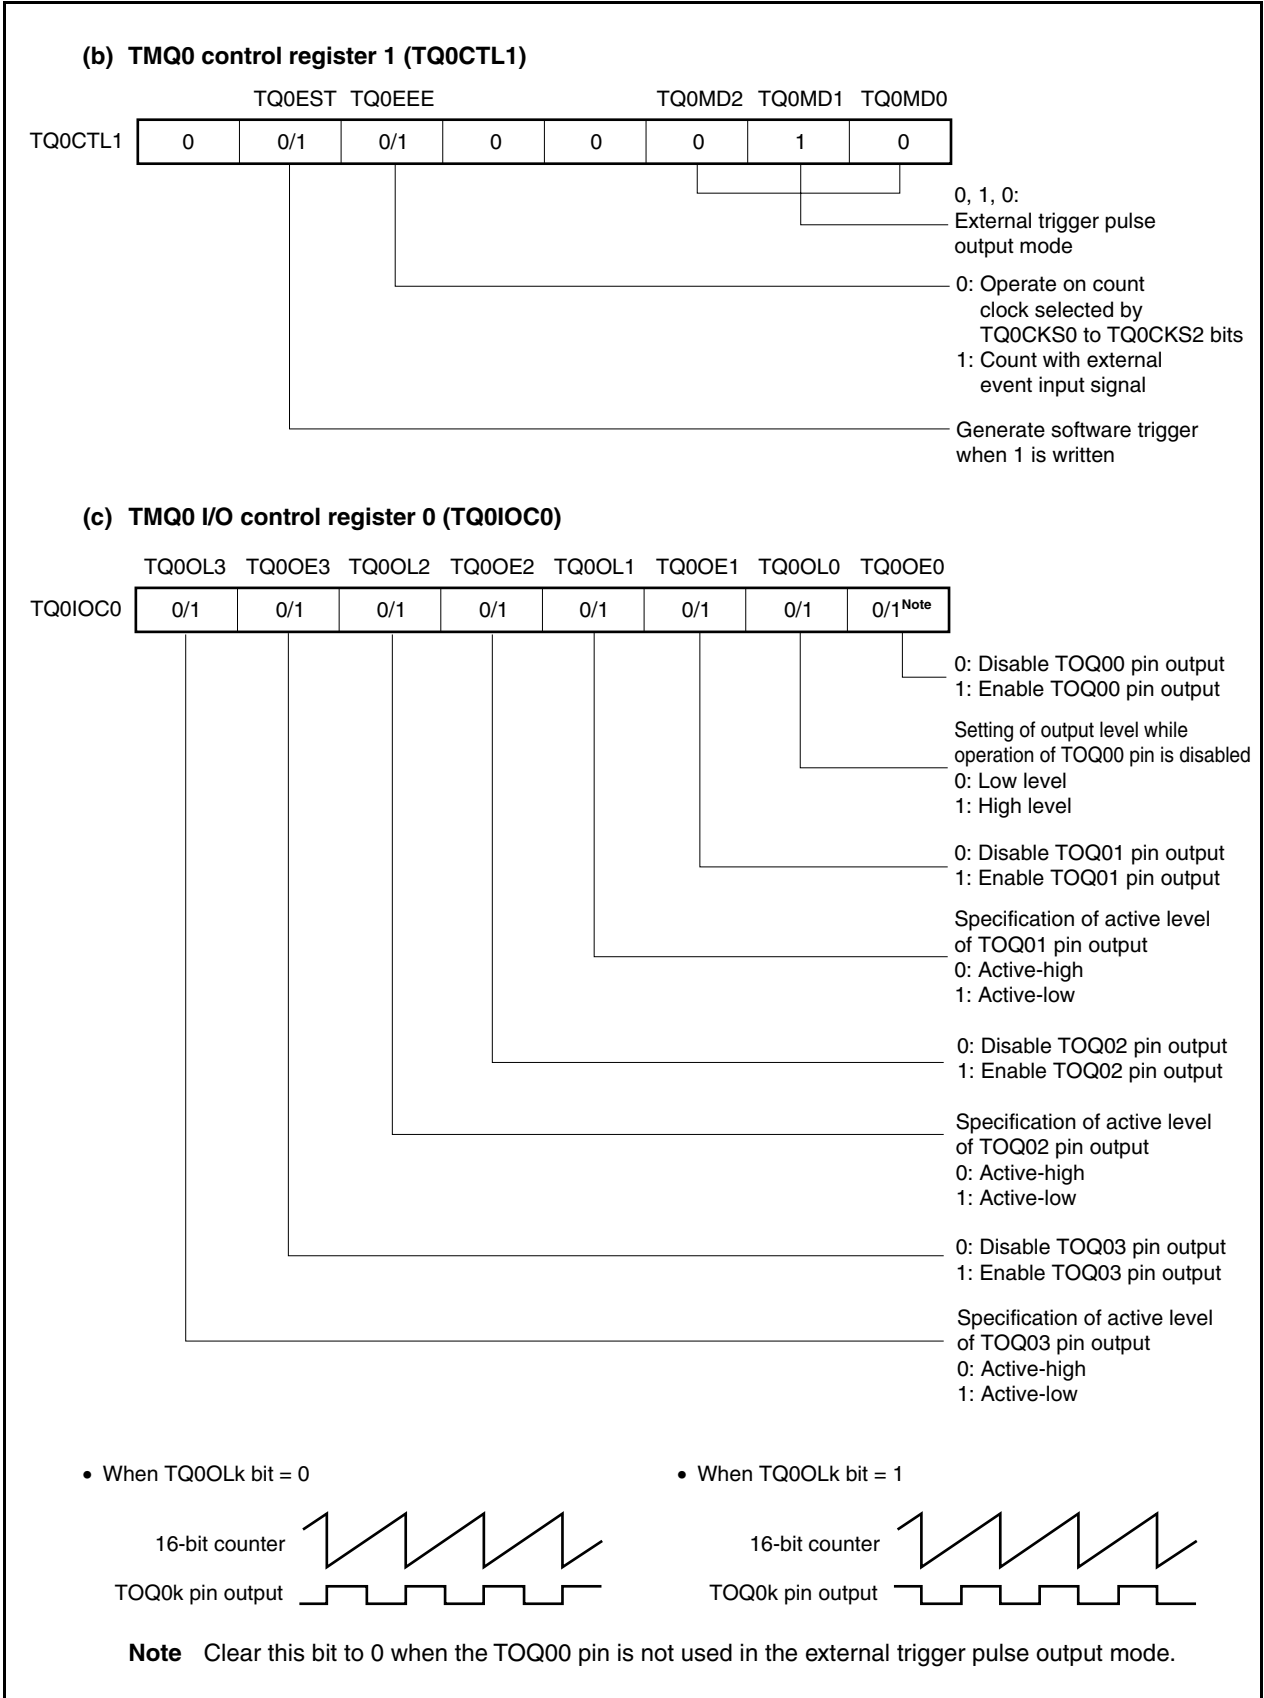 (b) TMQ0 control register 1 (TQ0CTL1)
TQ0EST TQ0EEE TQ0MD2 TQ0MD1 TQ0MD0
TQ0CTL1 0 0/1 0/1 0 0 0 1 0
0, 1, 0:
External trigger pulse
output mode
0: Operate on count
clock selected by
TQ0CKS0 to TQ0CKS2 bits
1: Count with external
event input signal
Generate software trigger
when 1 is written
(c) TMQ0 I/O control register 0 (TQ0IOC0)
TQ0OL3 TQ0OE3 TQ0OL2 TQ0OE2 TQ0OL1 TQ0OE1 TQ0OL0 TQ0OE0
TQ0IOC0 0/1 0/1 0/1 0/1 0/1 0/1 0/1 0/1Note
0: Disable TOQ00 pin output
1: Enable TOQ00 pin output
Setting of output level while
operation of TOQ00 pin is disabled
0: Low level
1: High level
0: Disable TOQ01 pin output
1: Enable TOQ01 pin output
Specification of active level
of TOQ01 pin output
0: Active-high
1: Active-low
0: Disable TOQ02 pin output
1: Enable TOQ02 pin output
Specification of active level
of TOQ02 pin output
0: Active-high
1: Active-low
0: Disable TOQ03 pin output
1: Enable TOQ03 pin output
Specification of active level
of TOQ03 pin output
0: Active-high
1: Active-low
• When TQ0OLk bit = 0
16-bit counter
TOQ0k pin output
• When TQ0OLk bit = 1
16-bit counter
TOQ0k pin output
Note Clear this bit to 0 when the TOQ00 pin is not used in the external trigger pulse output mode.